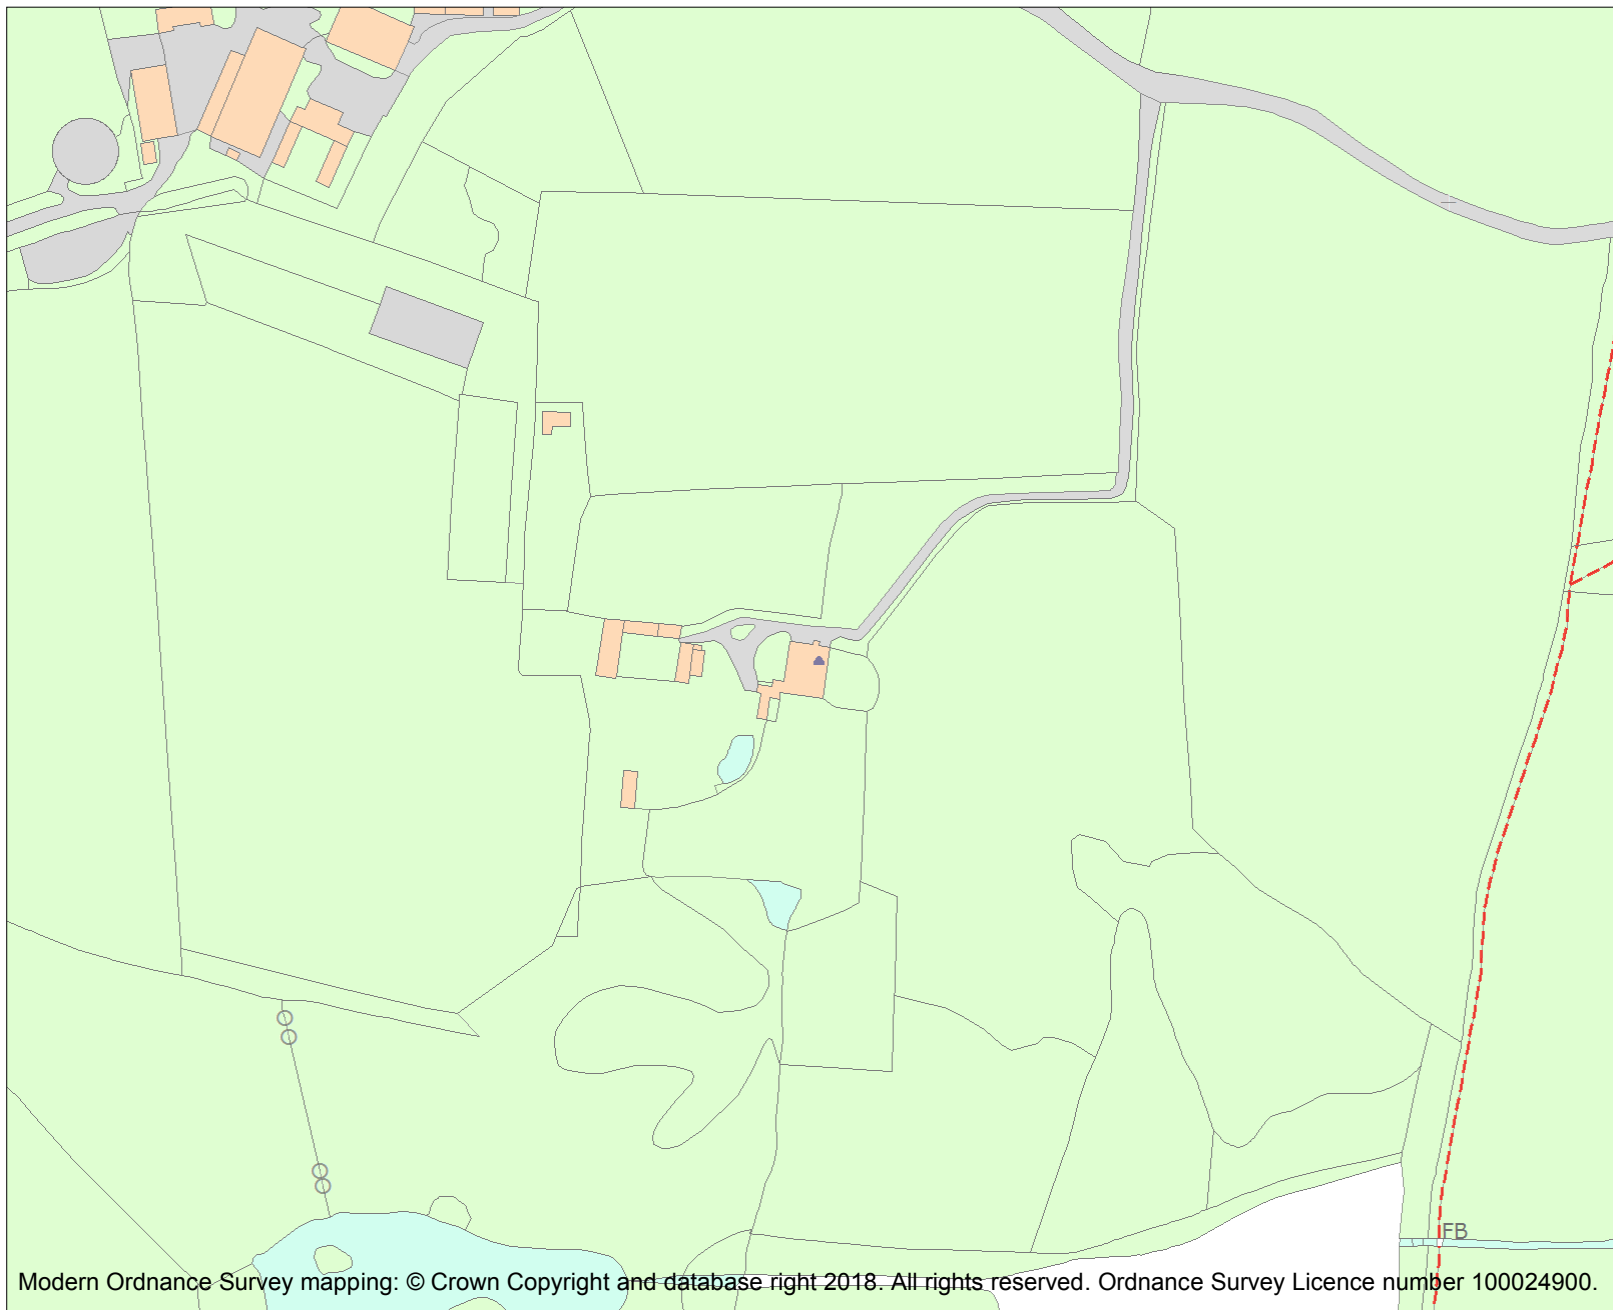 FB
Modern Ordnance Survey mapping: © Crown Copyright and database right 2018. All rights reserved. Ordnance Survey Licence number 100024900.